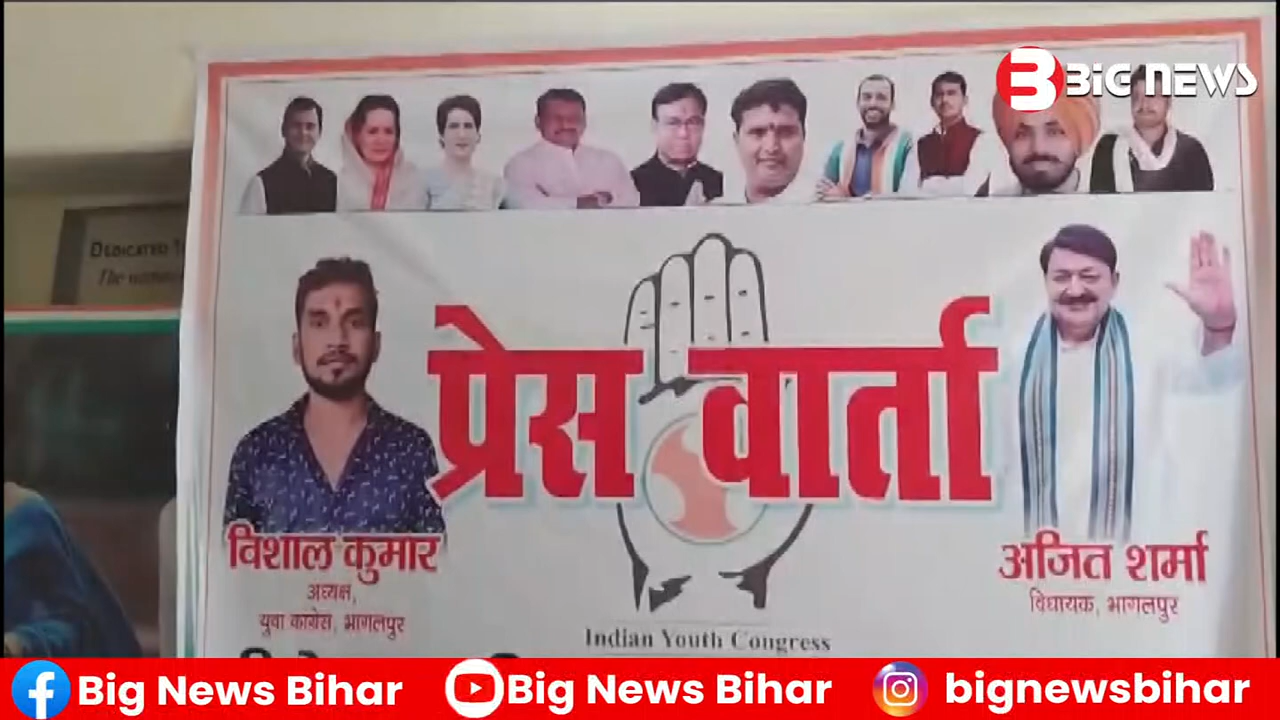 BiG NEWS
DEDICATED
The
प्रेस वार्ता
विशाल कुमार
अध्यक्ष,
युवा कांग्रेस, भागलपुर
अजित शर्मा
विधायक, भागलपुर
Indian Youth Congress
Big News Bihar
Big News Bihar
bignewsbihar